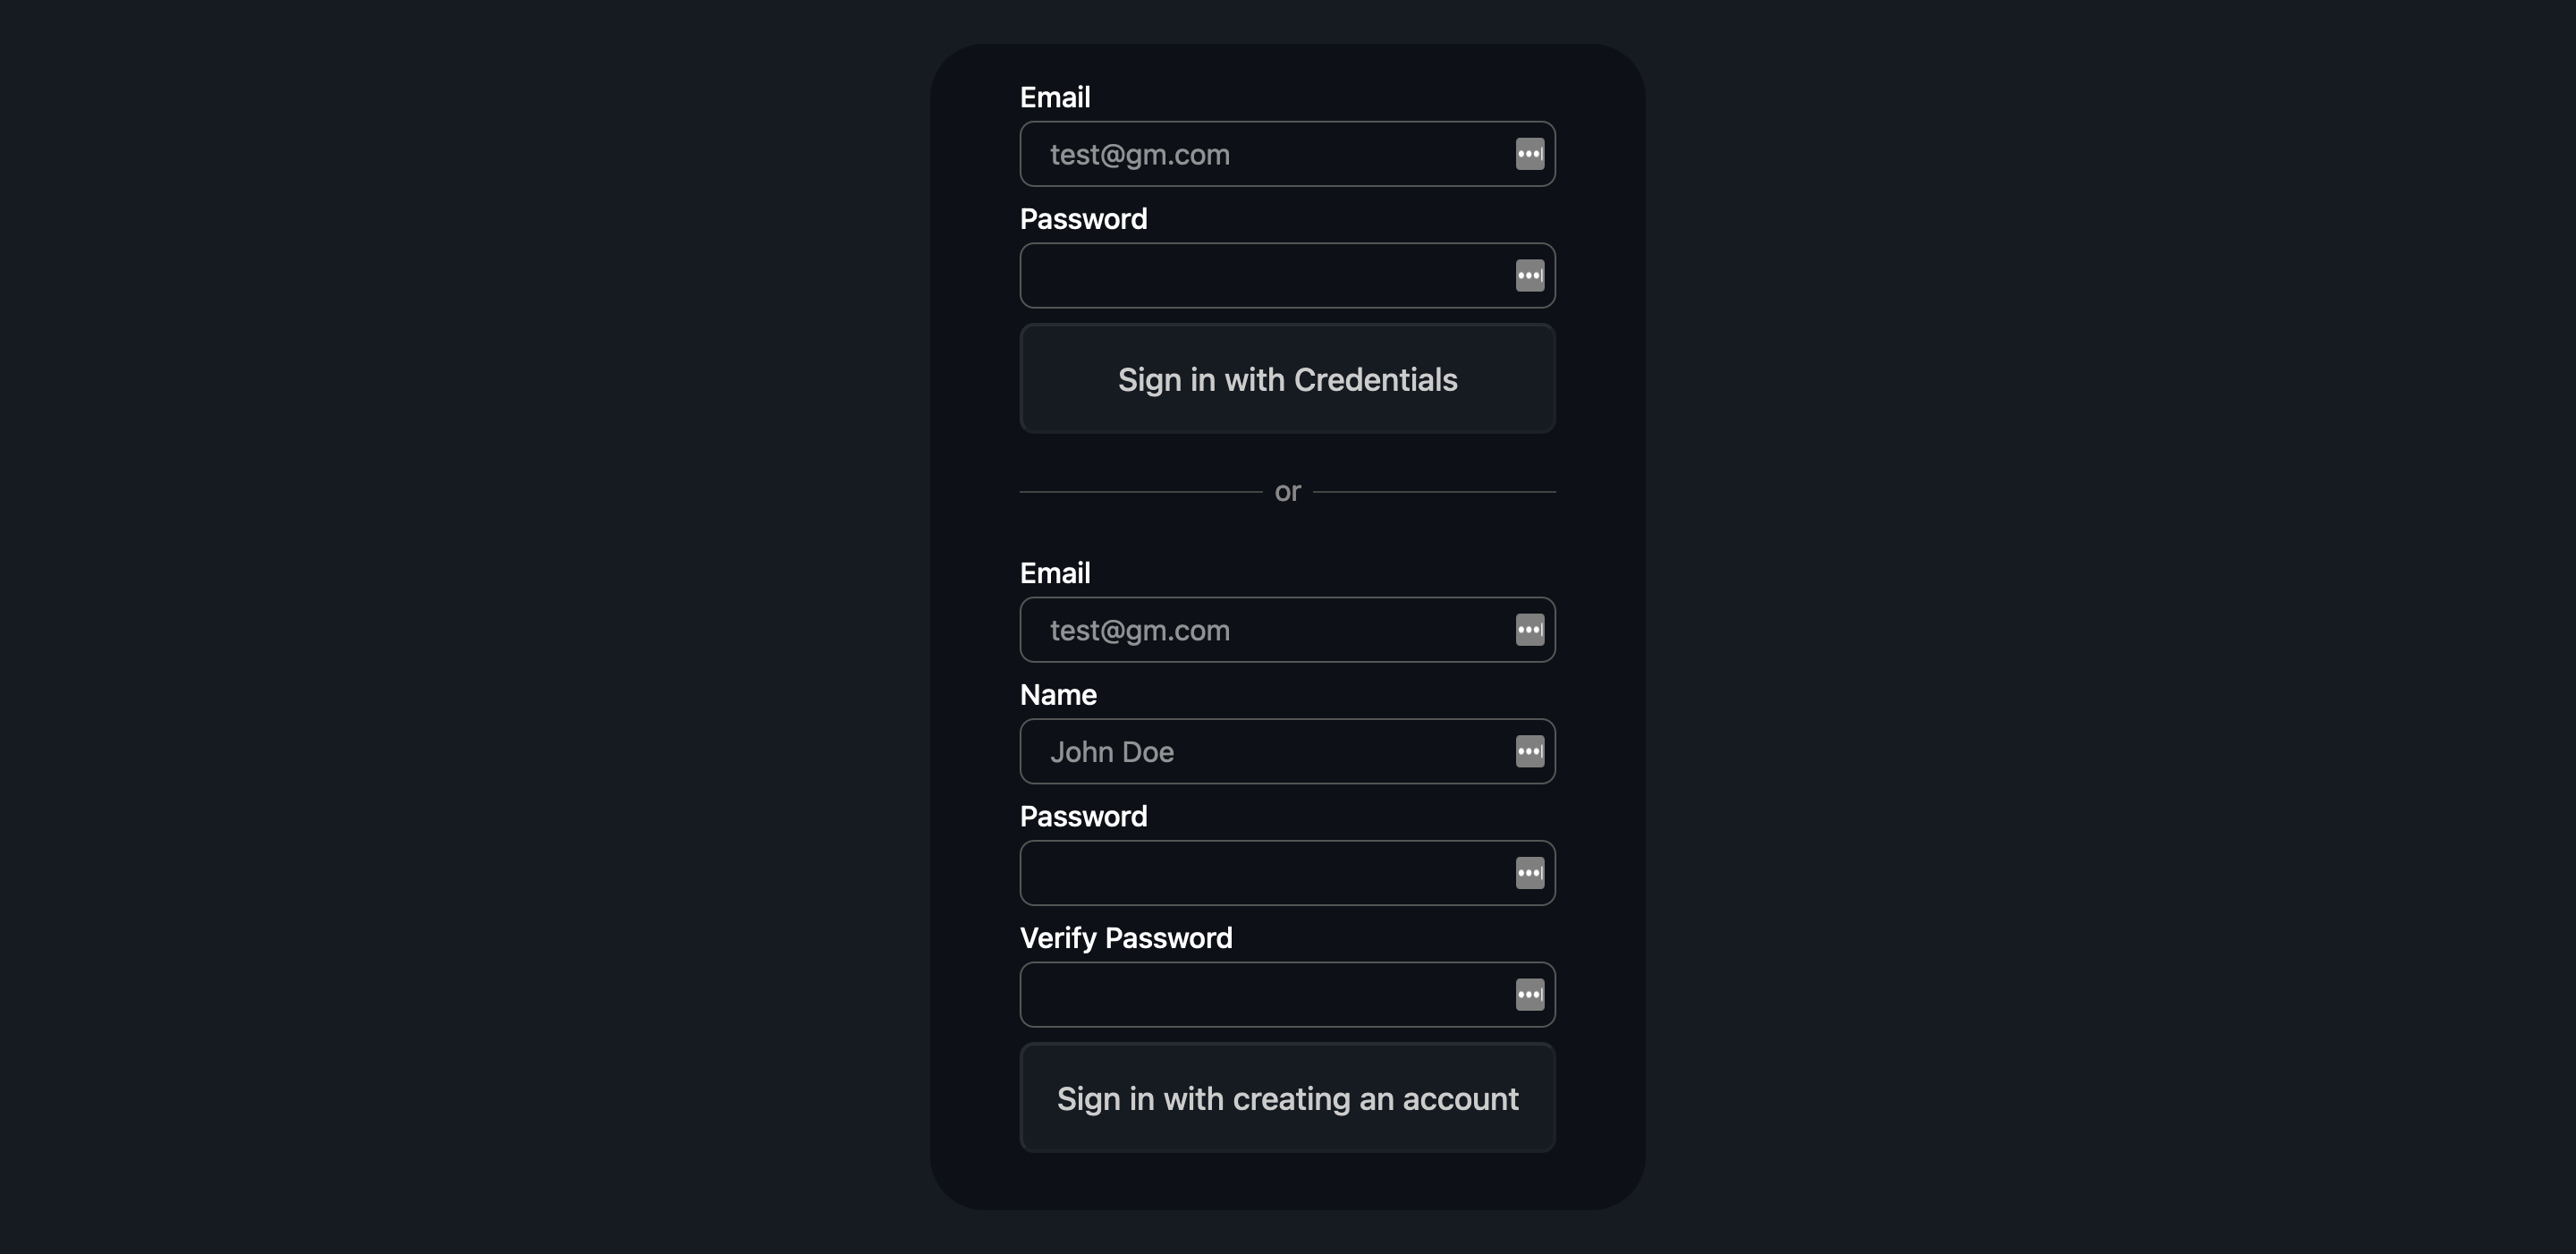 Email
test@gm.com
Password
Sign in with Credentials
or
Email
test@gm.com
Name
John Doe
Password
Verify Password
Sign in with creating an account